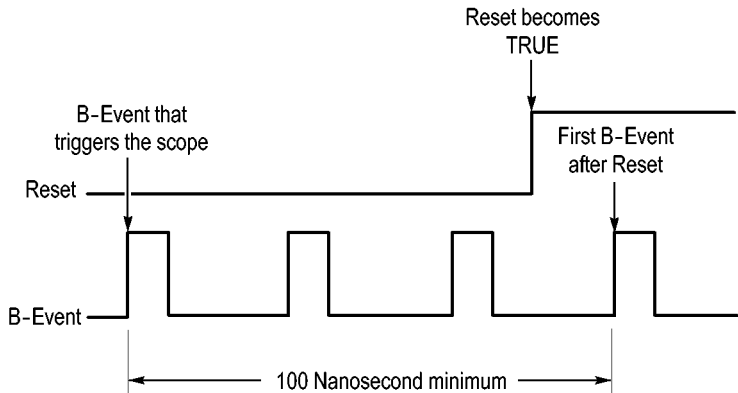 Reset becomes
TRUE
B-Event that
triggers the scope
First B-Event
after Reset
Reset
B-Event
100 Nanosecond minimum